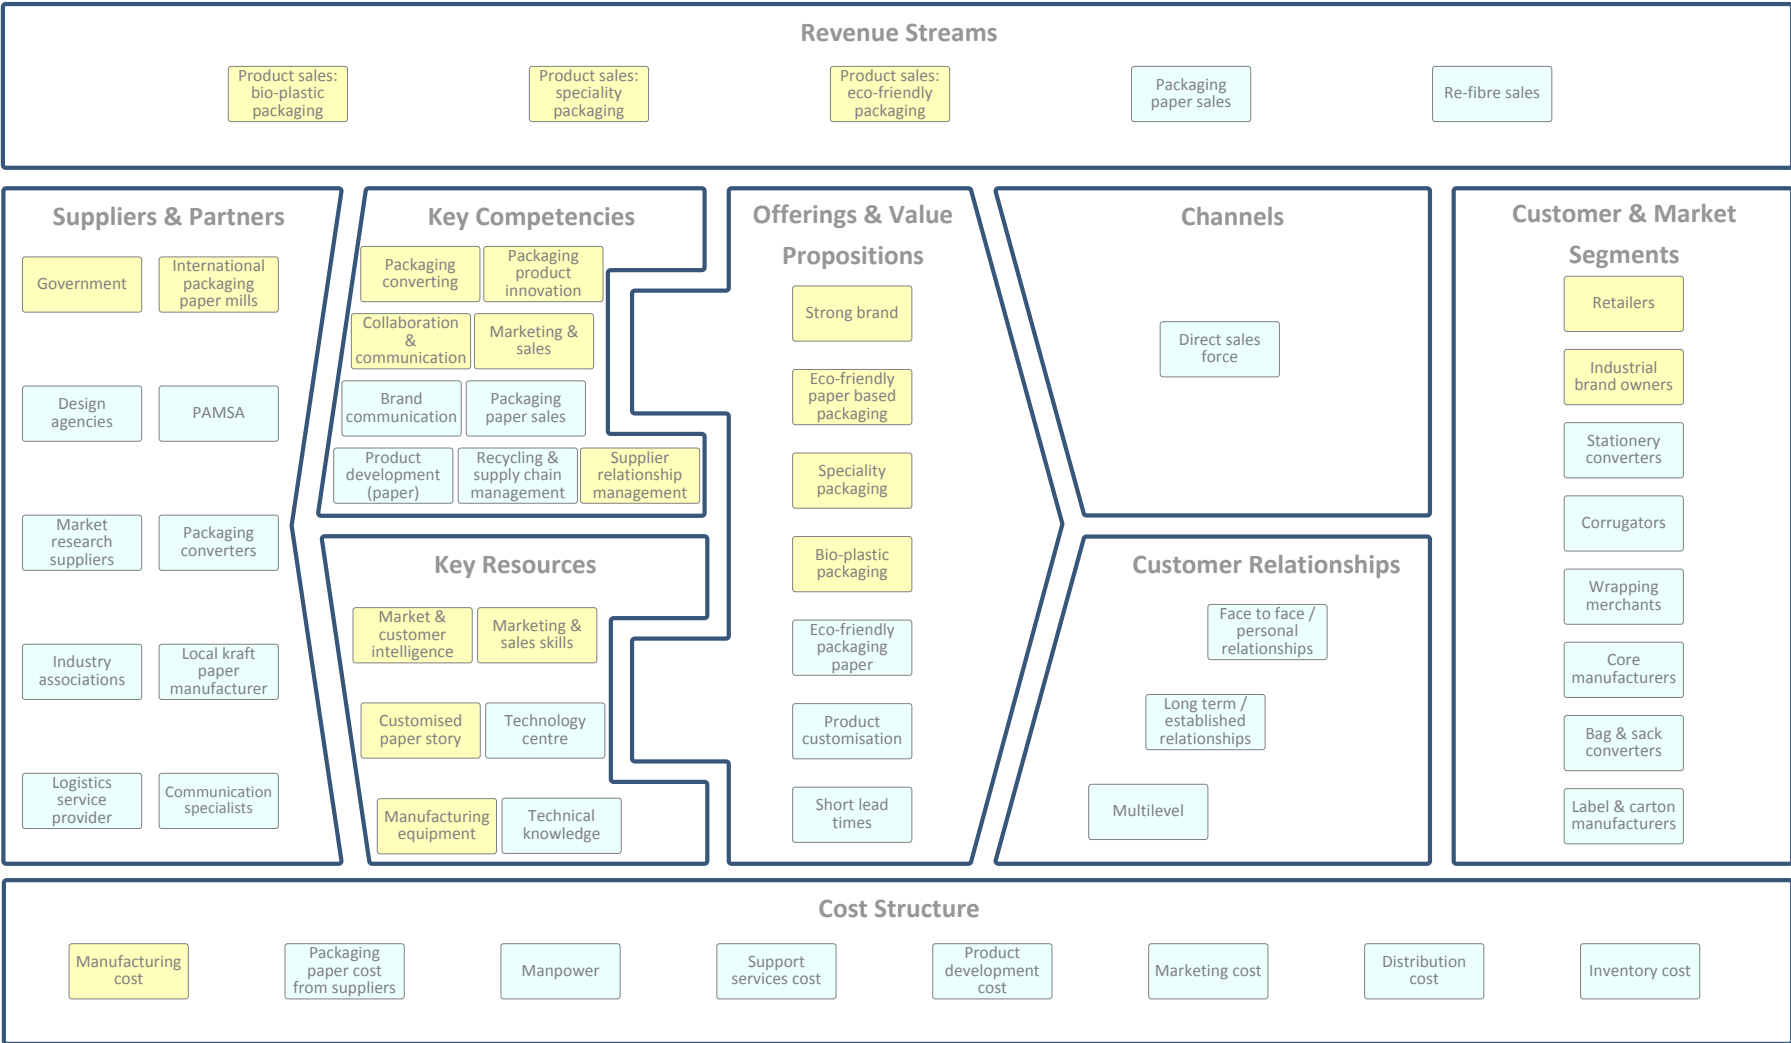 Revenue Streams
Product sales:
bio-plastic
packaging
Product sales:
speciality
packaging
Product sales:
eco-friendly
packaging
Packaging
paper sales
Re-fibre sales
Suppliers & Partners
Government
International
packaging
paper mills
Design
agencies
PAMSA
Market
research
suppliers
Packaging
converters
Industry
associations
Local kraft
paper
manufacturer
Logistics
service
provider
Communication
specialists
Key Competencies
Packaging
converting
Packaging
product
innovation
Collaboration
&
communication
Marketing &
sales
Brand
communication
Packaging
paper sales
Product
development
(paper)
Recycling &
supply chain
management
Supplier
relationship
management
Key Resources
Market &
customer
intelligence
Marketing &
sales skills
Customised
paper story
Technology
centre
Manufacturing
equipment
Technical
knowledge
Offerings & Value
Propositions
Strong brand
Eco-friendly
paper based
packaging
Speciality
packaging
Bio-plastic
packaging
Eco-friendly
packaging
paper
Product
customisation
Short lead
times
Channels
Direct sales
force
Customer Relationships
Face to face /
personal
relationships
Long term /
established
relationships
Multilevel
Customer & Market
Segments
Retailers
Industrial
brand owners
Stationery
converters
Corrugators
Wrapping
merchants
Core
manufacturers
Bag & sack
converters
Label & carton
manufacturers
Cost Structure
Manufacturing
cost
Packaging
paper cost
from suppliers
Manpower
Support
services cost
Product
development
cost
Marketing cost
Distribution
cost
Inventory cost